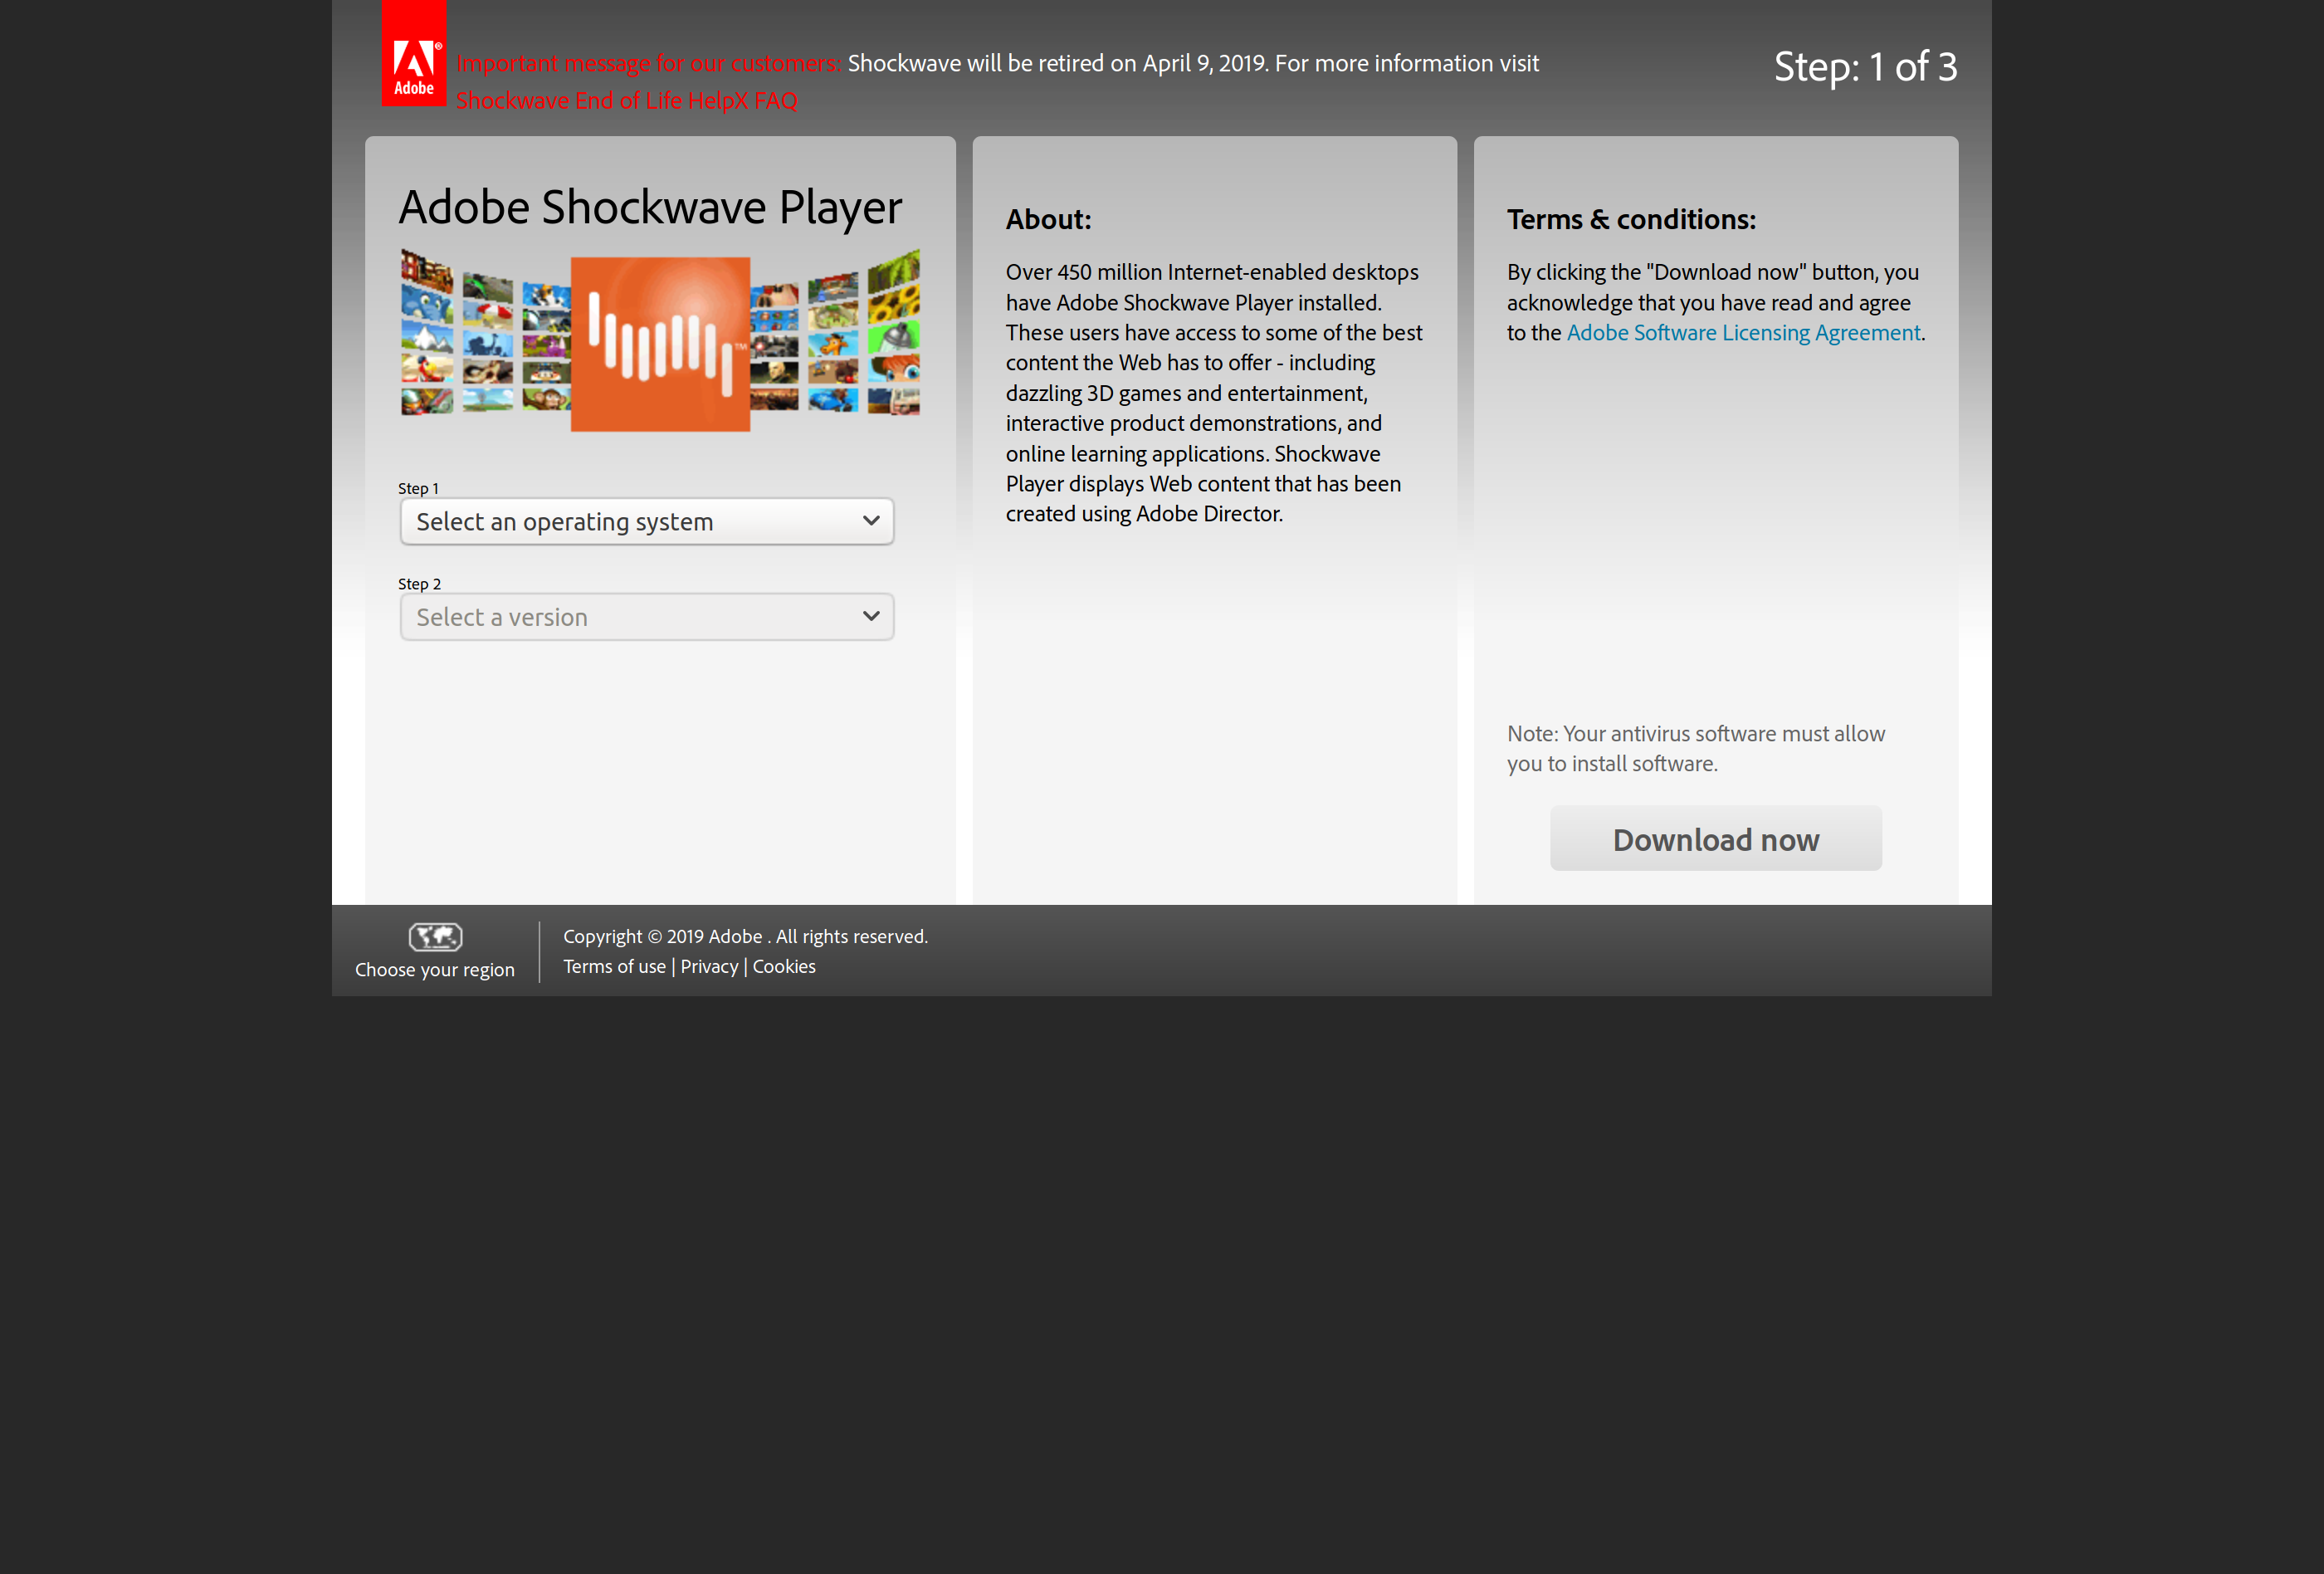 Adobe
Important message for our customers: Shockwave will be retired on April 9, 2019. For more information visit
Shockwave End of Life HelpX FAQ
Step: 1 of 3
Adobe Shockwave Player
Step 1
Select an operating system
Step 2
Select a version
About:
Over 450 million Internet-enabled desktops
have Adobe Shockwave Player installed.
These users have access to some of the best
content the Web has to offer - including
dazzling 3D games and entertainment,
interactive product demonstrations, and
online learning applications. Shockwave
Player displays Web content that has been
created using Adobe Director.
Terms & conditions:
By clicking the "Download now" button, you
acknowledge that you have read and agree
to the Adobe Software Licensing Agreement.
Note: Your antivirus software must allow
you to install software.
Download now
Choose your region
Copyright © 2019 Adobe . All rights reserved.
Terms of use | Privacy | Cookies